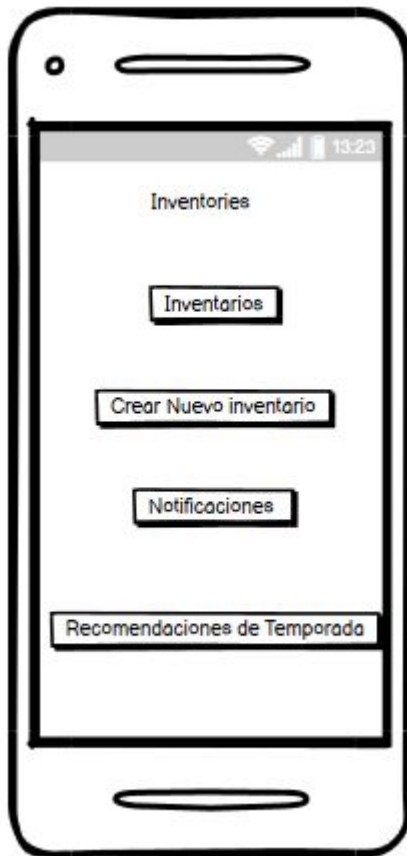 13:23
Inventories
Inventarios
Crear Nuevo inventario
Notificaciones
Recomendaciones de Temporada